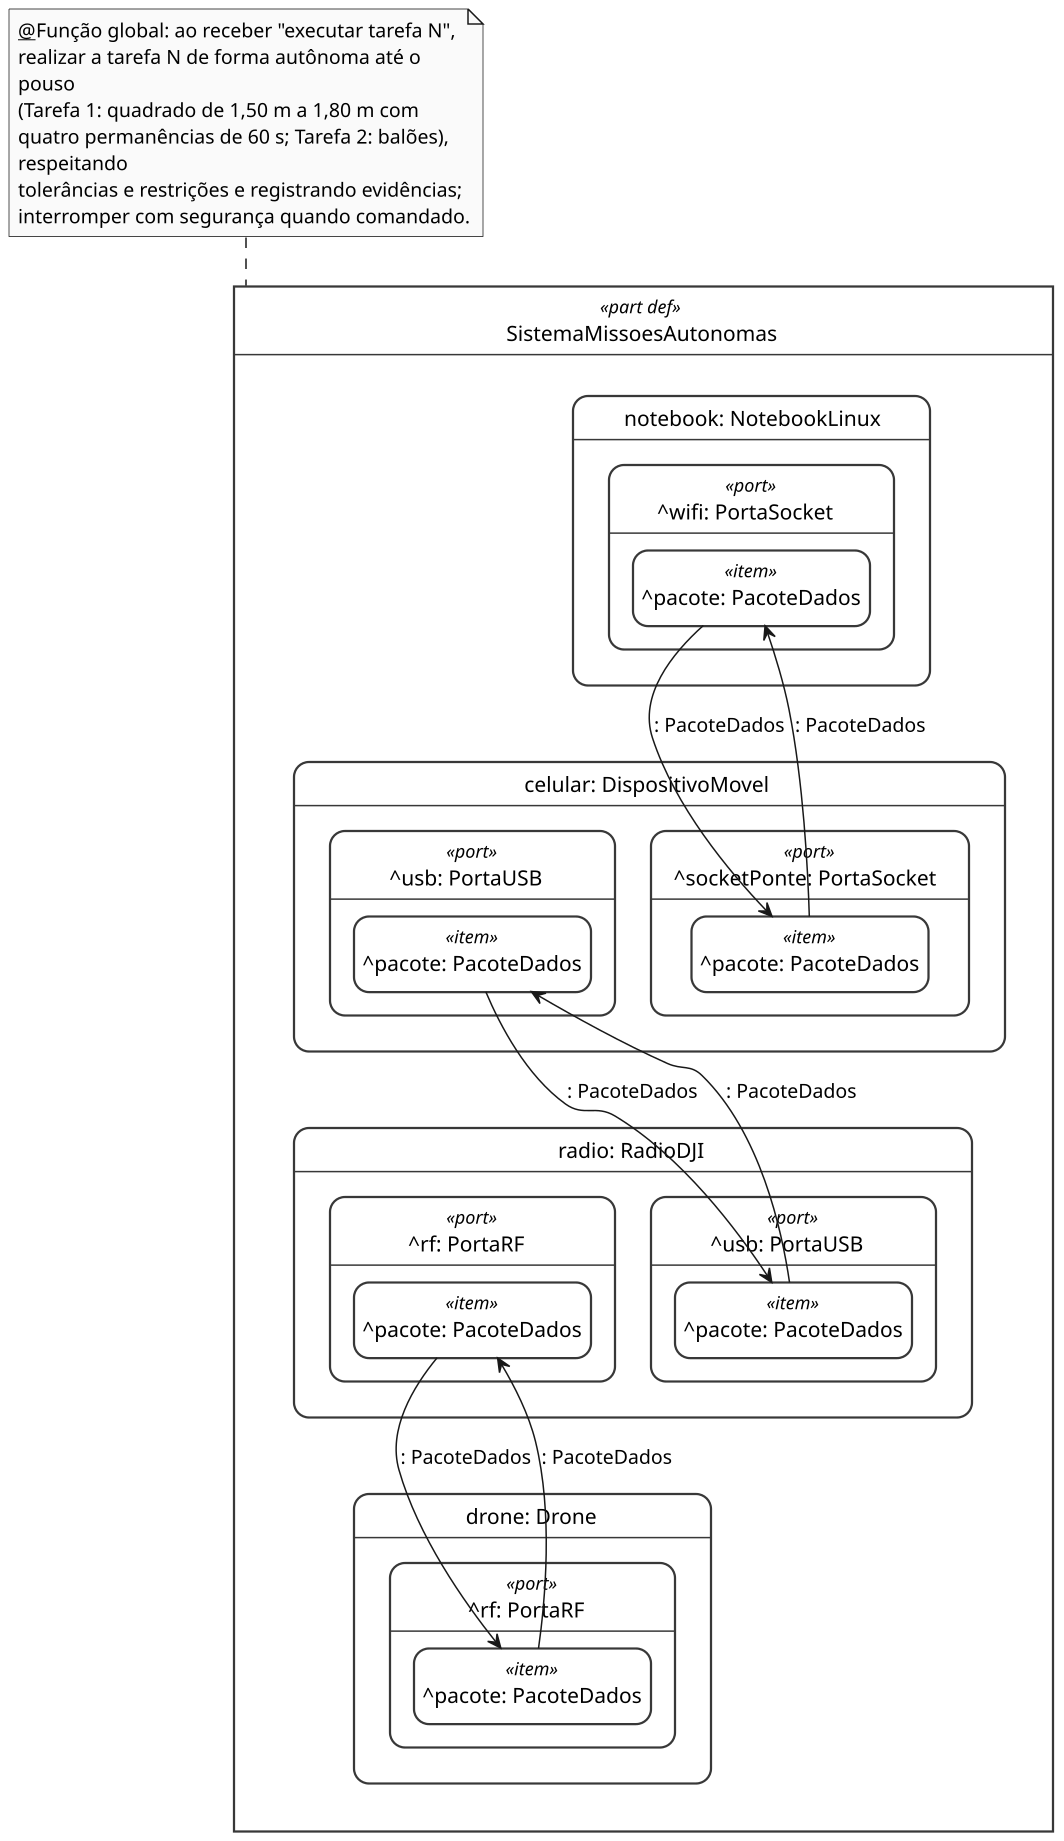 @Função global: ao receber "executar tarefa N",
realizar a tarefa N de forma autônoma até o
pouso
(Tarefa 1: quadrado de 1,50 m a 1,80 m com
quatro permanências de 60 s; Tarefa 2: balões),
respeitando
tolerâncias e restrições e registrando evidências;
interromper com segurança quando comandado.
«part def»
SistemaMissoesAutonomas
notebook: NotebookLinux
«port»
^wifi: PortaSocket
«item»
^pacote: PacoteDados
: PacoteDados
: PacoteDados
celular: DispositivoMovel
«port»
^usb: PortaUSB
«item»
^pacote: PacoteDados
«port»
^socketPonte: PortaSocket
«item»
^pacote: PacoteDados
: PacoteDados
: PacoteDados
radio: RadioDJI
«port»
^rf: PortaRF
«item»
^pacote: PacoteDados
«port»
^usb: PortaUSB
«item»
^pacote: PacoteDados
: PacoteDados
: PacoteDados
drone: Drone
«port»
^rf: PortaRF
«item»
^pacote: PacoteDados